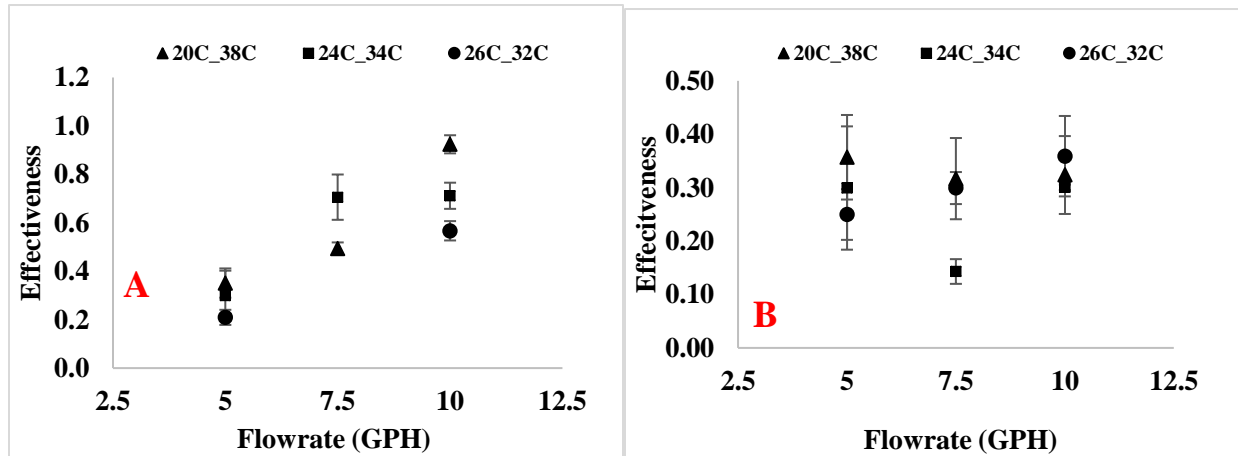 20C_38C 24C_34C 26C_32C
1.2
1.0
0.8
0.6
0.4
0.2
0.0
Effectiveness
A
2.5 5 7.5 10 12.5
Flowrate (GPH)
20C_38C 24C_34C 26C_32C
0.50
0.40
0.30
0.20
0.10
0.00
Effecitveness
B
2.5 5 7.5 10 12.5
Flowrate (GPH)